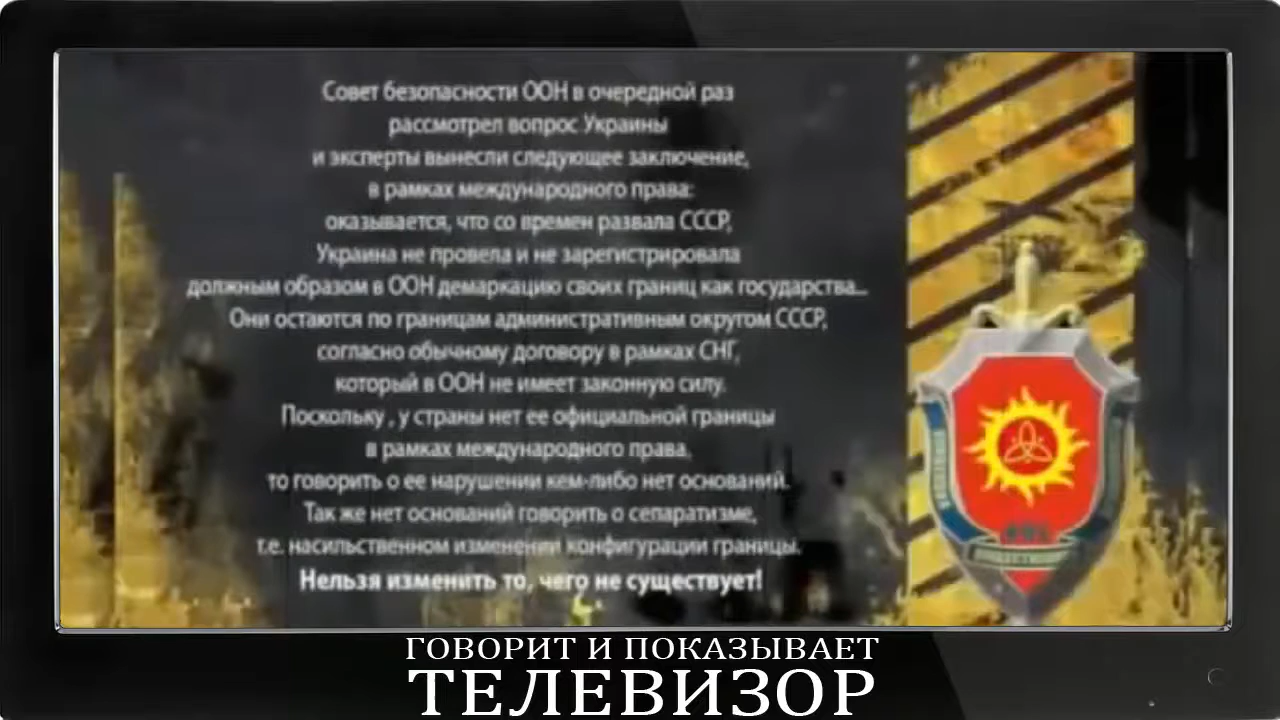 Совет безопасности ООН в очередной раз
рассмотрел вопрос Украины
и эксперты вынесли следующее заключение,
в рамках международного права:
оказывается, что со времен развала СССР,
Украина не провела и не зарегистрировала
должным образом в ООН демаркацию своих границ как государства...
Они остаются по границам административным округом СССР,
согласно обычному договору в рамках СНГ,
который в ООН не имеет законную силу.
Поскольку , у страны нет ее официальной границы
в рамках международного права,
то говорить о ее нарушении кем-либо нет оснований.
Так же нет оснований говорить о сепаратизме,
т.е. насильственном изменении конфигурации границы.
Нельзя изменить то, чего не существует!
ГОВОРИТ И ПОКАЗЫВАЕТ
ТЕЛЕВИЗОР